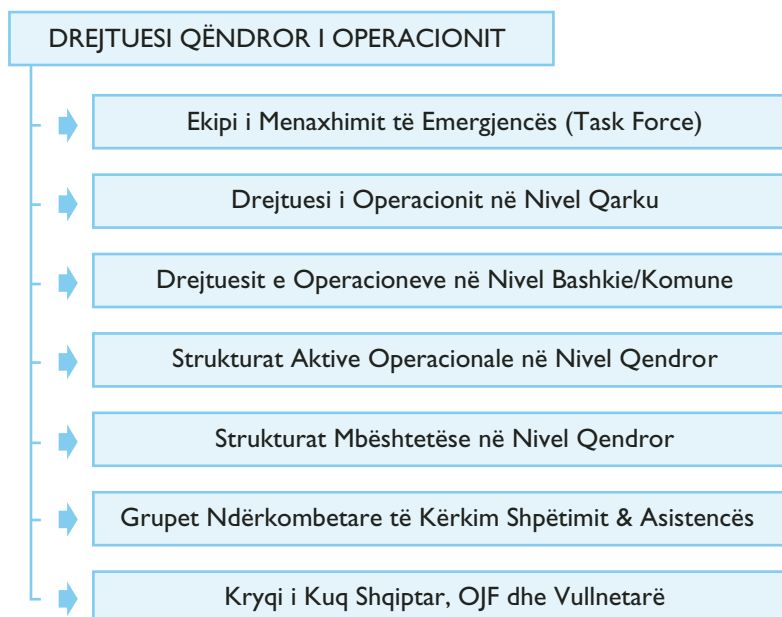 DREJTUESI QËNDROR I OPERACIONIT
Ekipi i Menaxhimit të Emergjencës (Task Force)
Drejtuesi i Operacionit në Nivel Qarku
Drejtuesit e Operacioneve në Nivel Bashkie/Komune
Strukturat Aktive Operacionale në Nivel Qendror
Strukturat Mbështetëse në Nivel Qendror
Grupet Ndërkombetare të Kërkim Shpëtimit & Asistencës
Kryqi i Kuq Shqiptar, OJF dhe Vullnetarë